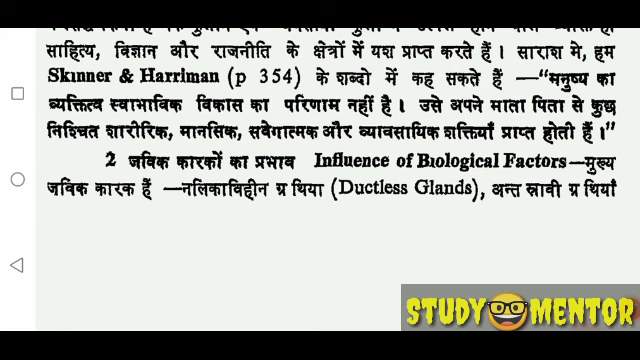 साहित्य, विज्ञान और राजनीति के क्षेत्रों में यश प्राप्त करते हैं। साराश मे, हम
Skinner & Harriman (p 354) के शब्दो में कह सकते हैं —“मनुष्य का
व्यक्तित्व स्वाभाविक विकास का परिणाम नहीं है। उसे अपने माता पिता से कुछ
निश्चित शारीरिक, मानसिक, सवेगात्मक और व्यावसायिक शक्तियाँ प्राप्त होती हैं।”
2 जविक कारकों का प्रभाव Influence of Biological Factors—मुख्य
जविक कारक हैं —नलिकाविहीन ग्र थिया (Ductless Glands), अन्त स्रावी ग्र थियाँ
STUDY MENTOR